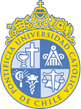 PONTIFICIA UNIVERSIDAD CATOLICA
DE CHILE